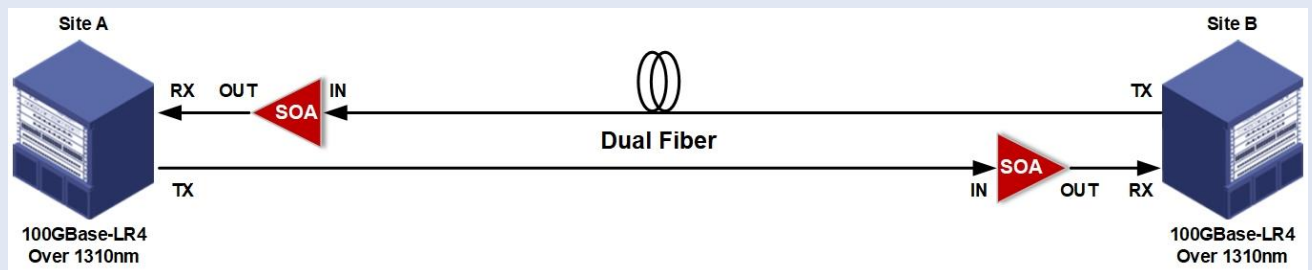 Site A
Site B
RX OUT SOA IN TX
Dual Fiber
TX IN SOA OUT RX
100GBase-LR4
Over 1310nm
100GBase-LR4
Over 1310nm